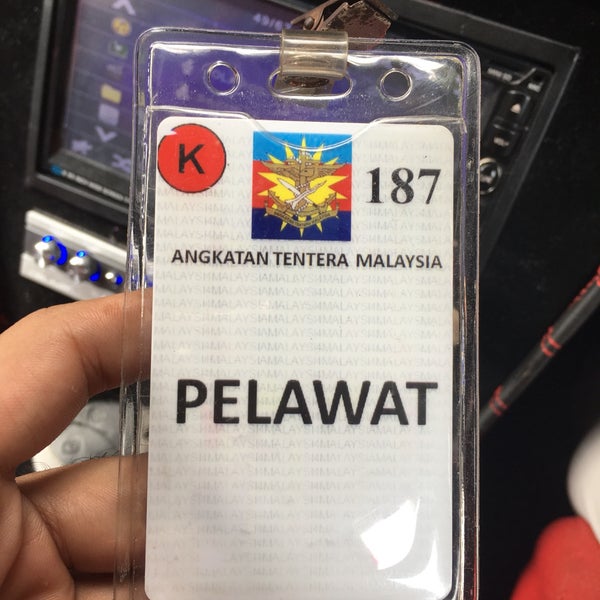 K
187
ANGKATAN TENTERA MALAYSIA
PELAWAT